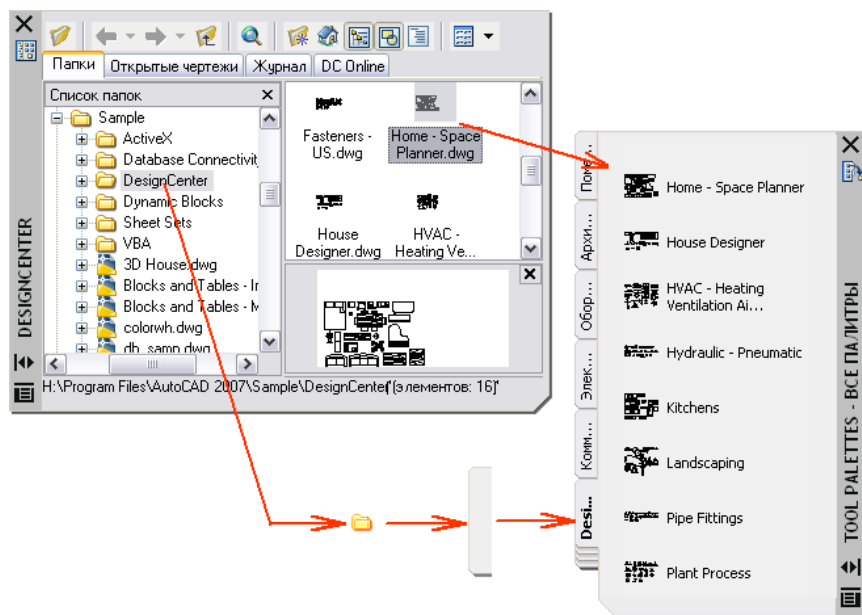 Папки
Открытые чертежи
Журнал
DC Online
Список папок
Sample
ActiveX
Database Connectivit
DesignCenter
Dynamic Blocks
Sheet Sets
VBA
3D House.dwg
Blocks and Tables - Ir
Blocks and Tables - M
colorwh.dwg
db_samp.dwg
Fasteners -
US.dwg
Home - Space
Planner.dwg
House
Designer.dwg
HVAC -
Heating Ve...
H:\Program Files\AutoCAD 2007\Sample\DesignCenter (элементов: 16)
DESIGNCENTER
Поме...
Архи...
Обор...
Элек...
Комм...
Desi...
Home - Space Planner
House Designer
HVAC - Heating
Ventilation Ai...
Hydraulic - Pneumatic
Kitchens
Landscaping
Pipe Fittings
Plant Process
TOOL PALETTES - ВСЕ ПАЛИТРЫ